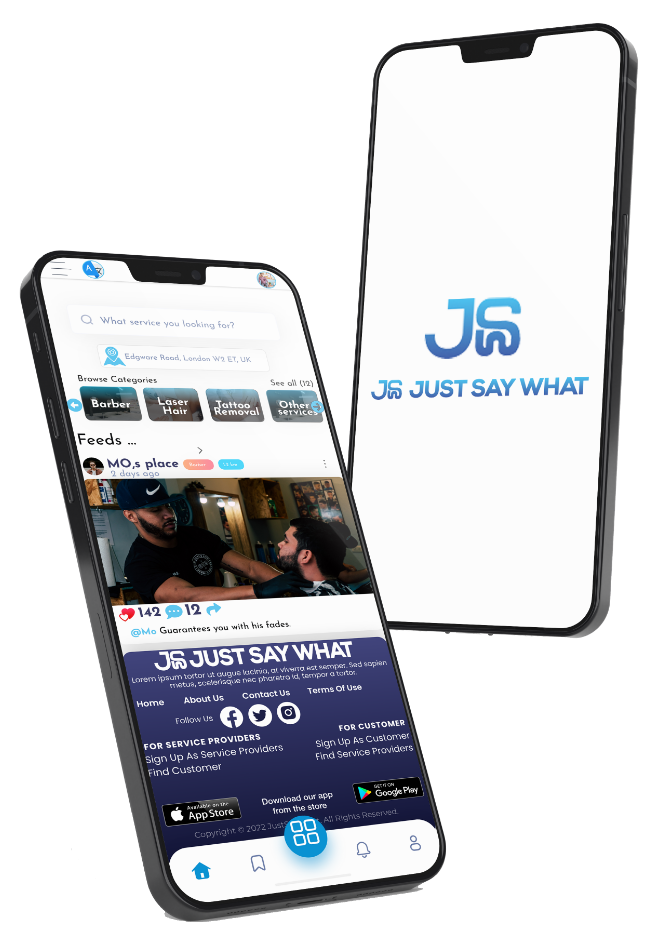 JS
JS JUST SAY WHAT
What service you looking for?
Edgware Road, London W2 ET, UK
Browse Categories
See all (12)
Barber
Laser
Hair
Tattoo
Removal
Other
services
Feeds ...
MO,s place
Barber
2 days ago
142
12
@Mo Guarantees you with his fades.
JS JUST SAY WHAT
Lorem ipsum tortor ut augue lacinia, at viverra est semper. Sed sapien
metus, scelerisque nec pharetra id, tempor a tortor.
Home
About Us
Contact Us
Terms Of Use
Follow Us
FOR SERVICE PROVIDERS
Sign Up As Service Providers
Find Customer
FOR CUSTOMER
Sign Up As Customer
Find Service Providers
Available on the
App Store
Download our app
from the store
GET IT ON
Google Play
Copyright © 2022 Just All Rights Reserved.